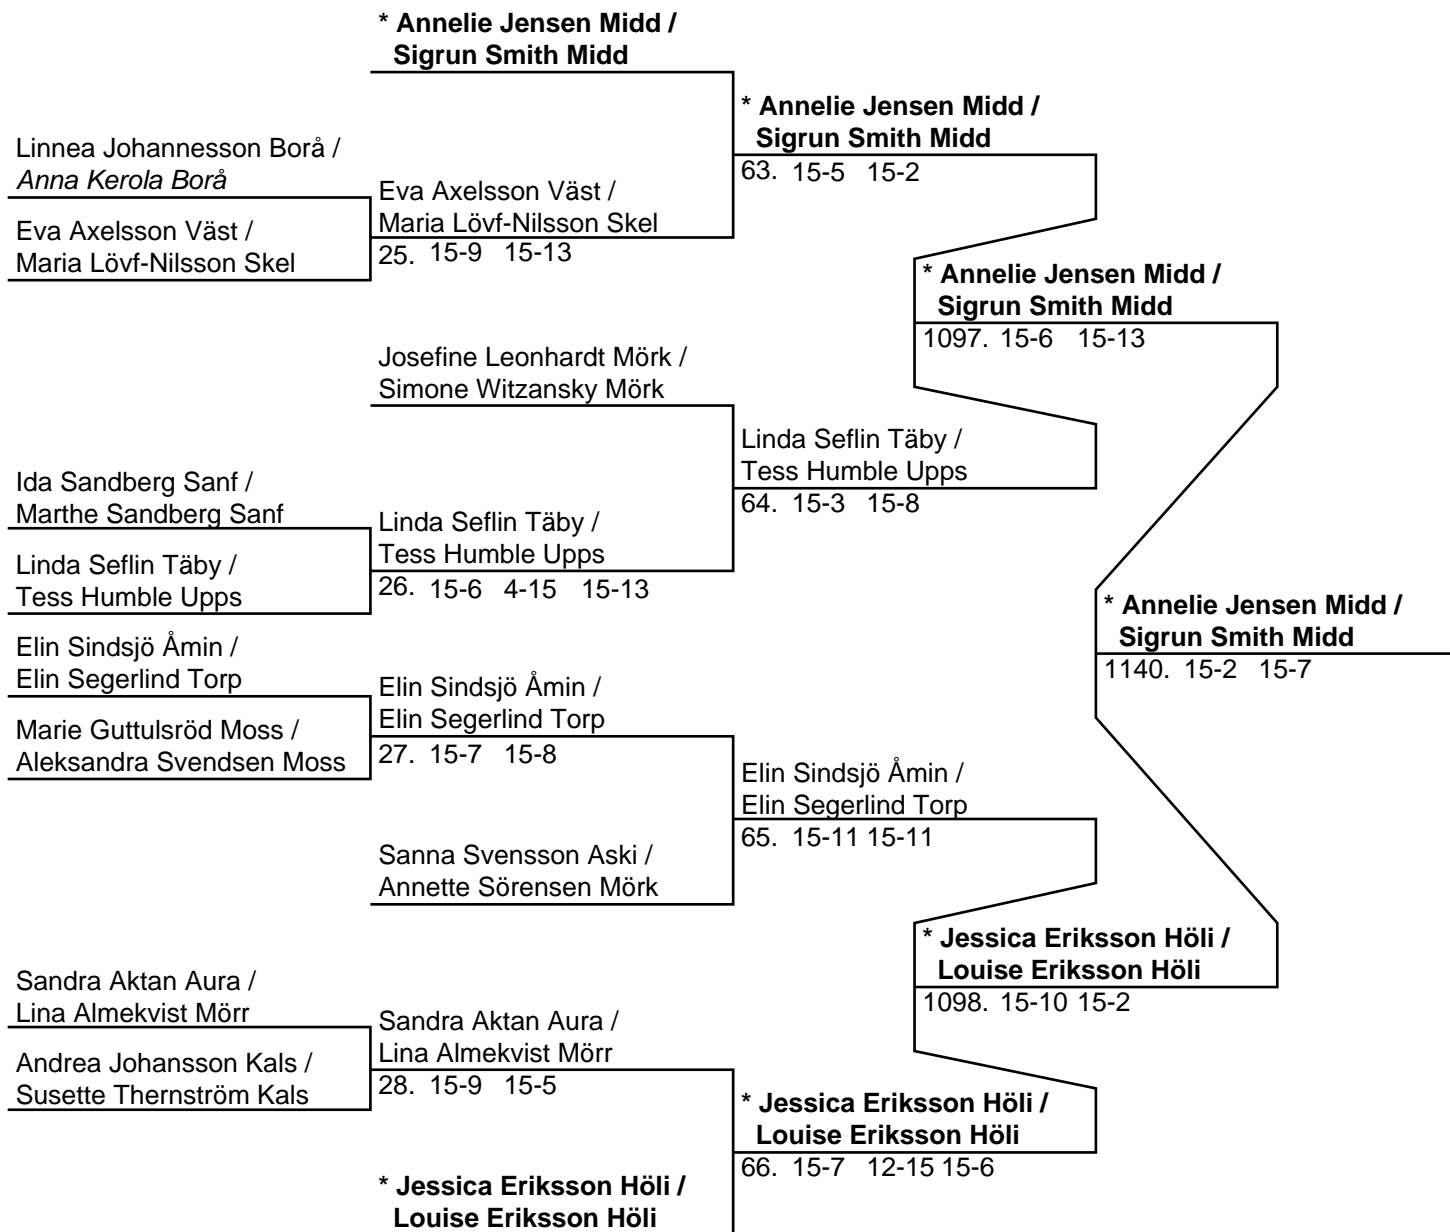 * Annelie Jensen Midd /
Sigrun Smith Midd
* Annelie Jensen Midd /
Sigrun Smith Midd
63. 15-5 15-2
Linnea Johannesson Borå /
Anna Kerola Borå
Eva Axelsson Väst /
Maria Lövf-Nilsson Skel
25. 15-9 15-13
Eva Axelsson Väst /
Maria Lövf-Nilsson Skel
* Annelie Jensen Midd /
Sigrun Smith Midd
1097. 15-6 15-13
Josefine Leonhardt Mörk /
Simone Witzansky Mörk
Linda Seflin Täby /
Tess Humble Upps
64. 15-3 15-8
Ida Sandberg Sanf /
Marthe Sandberg Sanf
Linda Seflin Täby /
Tess Humble Upps
26. 15-6 4-15 15-13
Linda Seflin Täby /
Tess Humble Upps
* Annelie Jensen Midd /
Sigrun Smith Midd
1140. 15-2 15-7
Elin Sindsjö Åmin /
Elin Segerlind Torp
Elin Sindsjö Åmin /
Elin Segerlind Torp
27. 15-7 15-8
Marie Guttulsröd Moss /
Aleksandra Svendsen Moss
Elin Sindsjö Åmin /
Elin Segerlind Torp
65. 15-11 15-11
Sanna Svensson Aski /
Annette Sörensen Mörk
* Jessica Eriksson Höli /
Louise Eriksson Höli
1098. 15-10 15-2
Sandra Aktan Aura /
Lina Almekvist Mörr
Sandra Aktan Aura /
Lina Almekvist Mörr
28. 15-9 15-5
Andrea Johansson Kals /
Susette Thernström Kals
* Jessica Eriksson Höli /
Louise Eriksson Höli
66. 15-7 12-15 15-6
* Jessica Eriksson Höli /
Louise Eriksson Höli